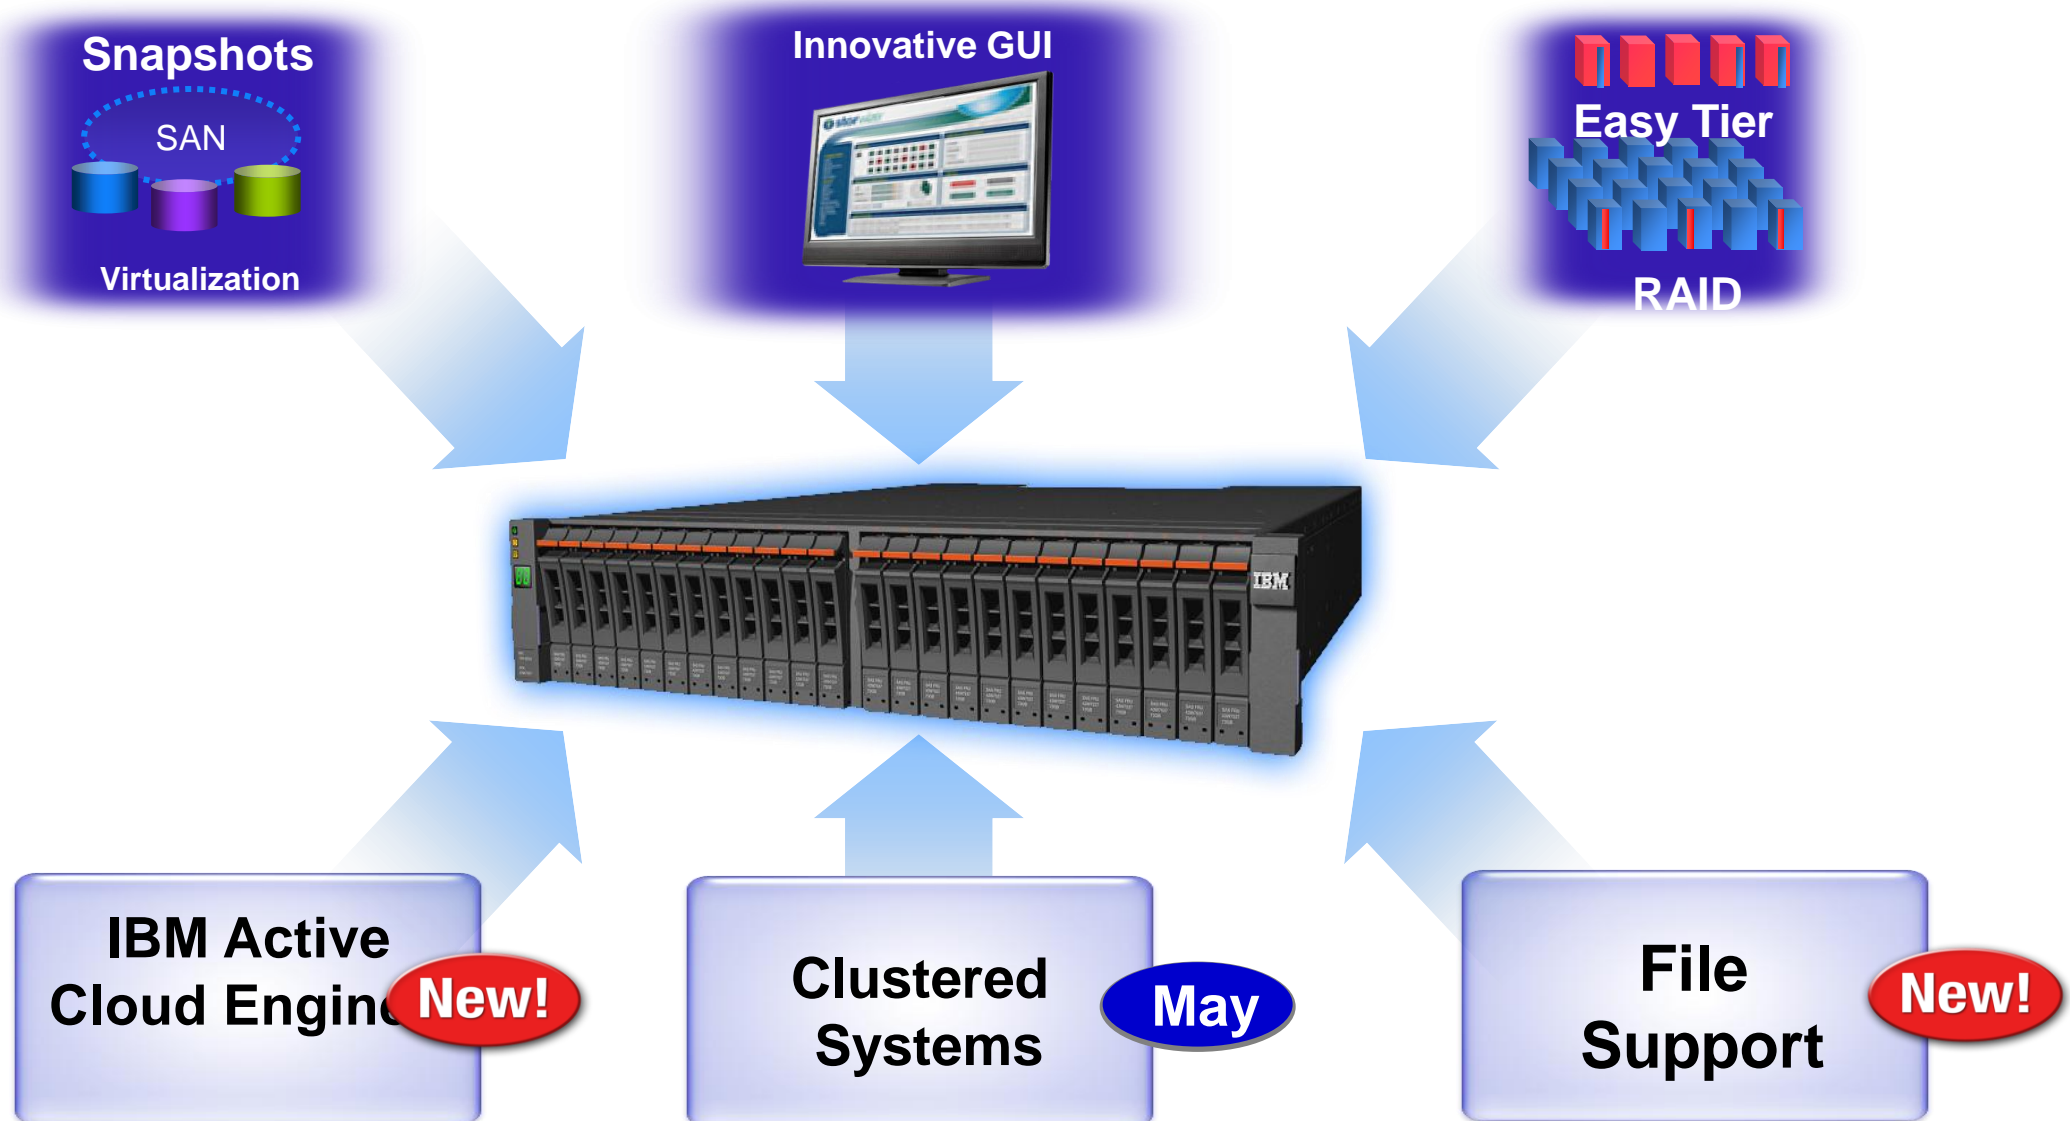 Snapshots
SAN
Virtualization
Innovative GUI
Easy Tier
RAID
IBM
IBM Active
Cloud Engine
New!
Clustered
Systems
May
File
Support
New!